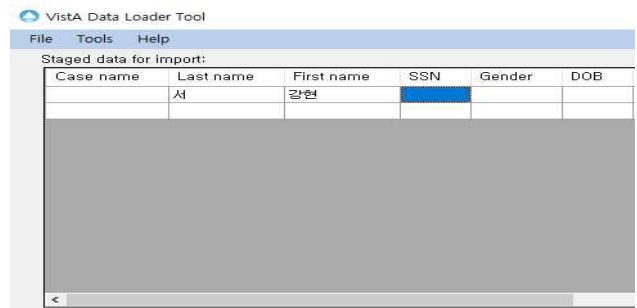 VistA Data Loader Tool
File Tools Help
Staged data for import:
Case name Last name First name SSN Gender DOB
서 강현